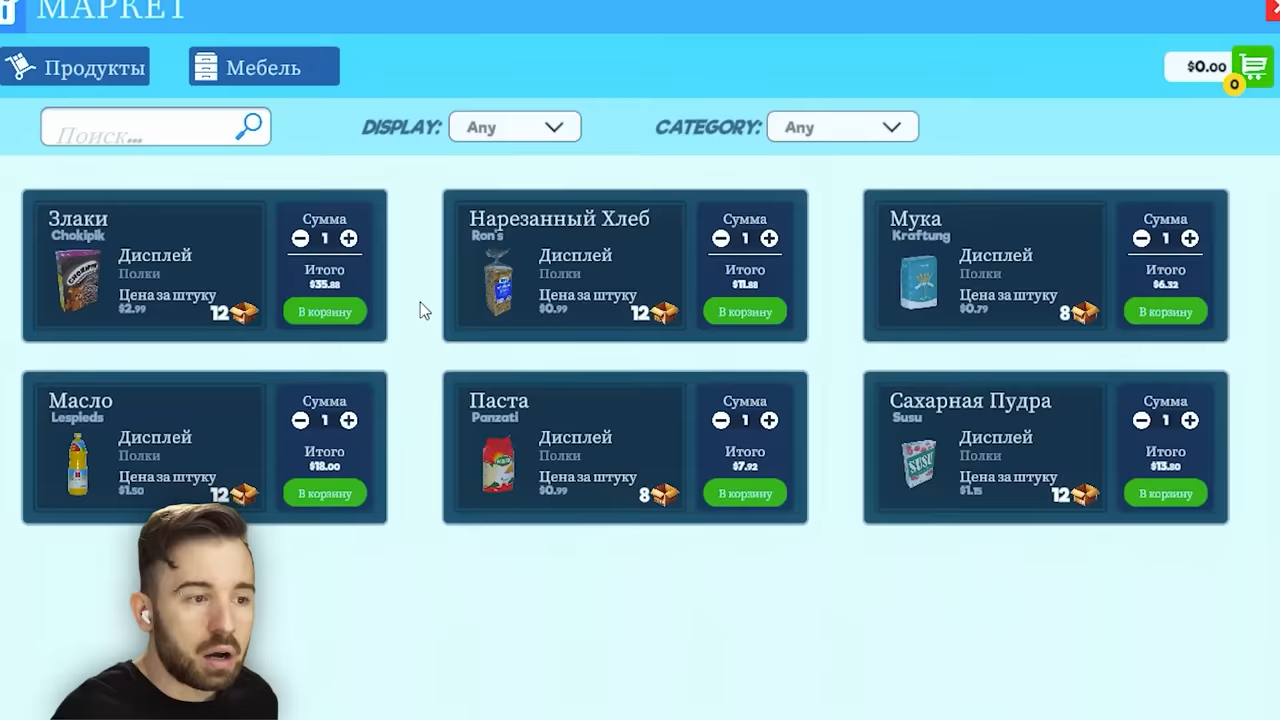 МАРКЕТ
Продукты
Мебель
$0.00
0
Поиск...
DISPLAY:
Any
CATEGORY:
Any
Злаки
Chokipik
Дисплей
Полки
Цена за штуку
$2.99
12
Сумма
1
Итого
$35.88
В корзину
Нарезанный Хлеб
Ron's
Дисплей
Полки
Цена за штуку
$0.99
12
Сумма
1
Итого
$11.88
В корзину
Мука
Kraftung
Дисплей
Полки
Цена за штуку
$0.79
8
Сумма
1
Итого
$6.32
В корзину
Масло
Lespieds
Дисплей
Полки
Цена за штуку
$1.50
12
Сумма
1
Итого
$18.00
В корзину
Паста
Panzati
Дисплей
Полки
Цена за штуку
$0.99
8
Сумма
1
Итого
$7.92
В корзину
Сахарная Пудра
Susu
SUSU
Дисплей
Полки
Цена за штуку
$1.15
12
Сумма
1
Итого
$13.80
В корзину